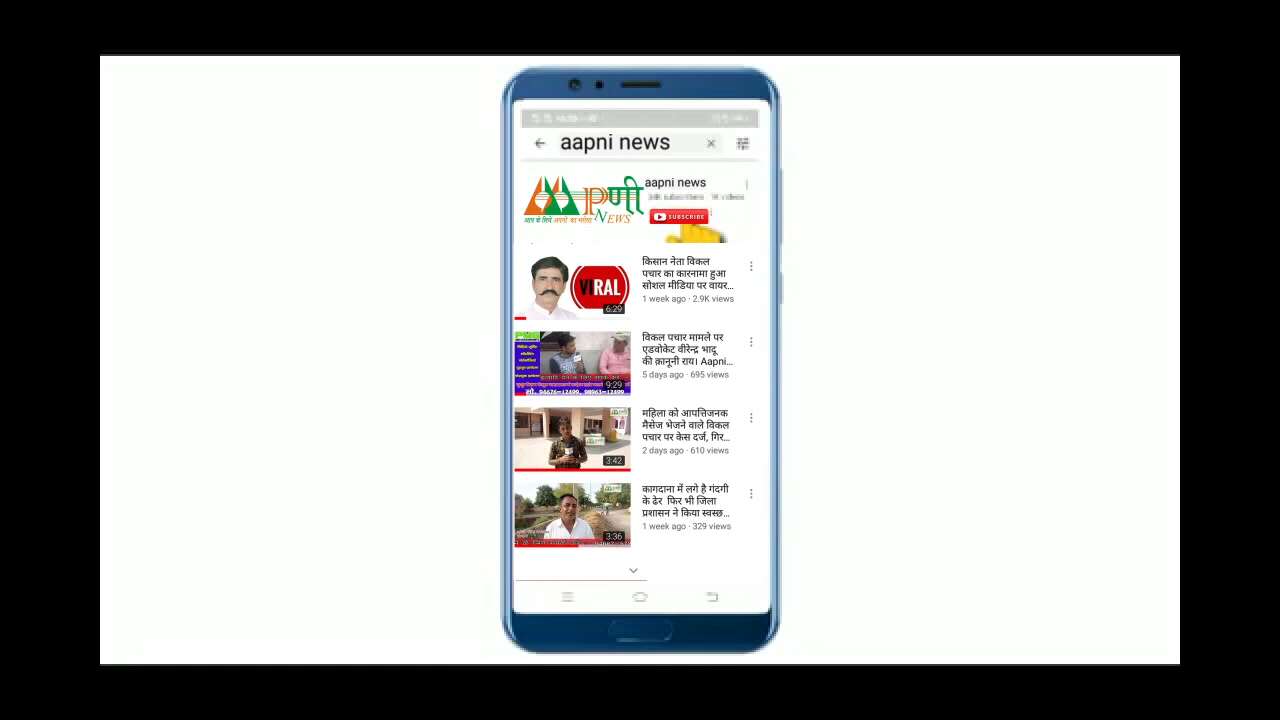 aapni news
aapni news
AAPणी
NEWS
आप के लिये अपनों का भरोसा
SUBSCRIBE
किसान नेता विकल
पचार का कारनामा हुआ
सोशल मीडिया पर वायर...
1 week ago · 2.9K views
VIRAL
6:29
विकल पचार मामले पर
एडवोकेट वीरेन्द्र भादू
की क़ानूनी राय। Aapni...
5 days ago · 695 views
9:29
महिला को आपत्तिजनक
मैसेज भेजने वाले विकल
पचार पर केस दर्ज, गिर...
2 days ago · 610 views
3:42
कागदाना में लगे है गंदगी
के ढेर फिर भी जिला
प्रशासन ने किया स्वस्छ...
1 week ago · 329 views
3:36